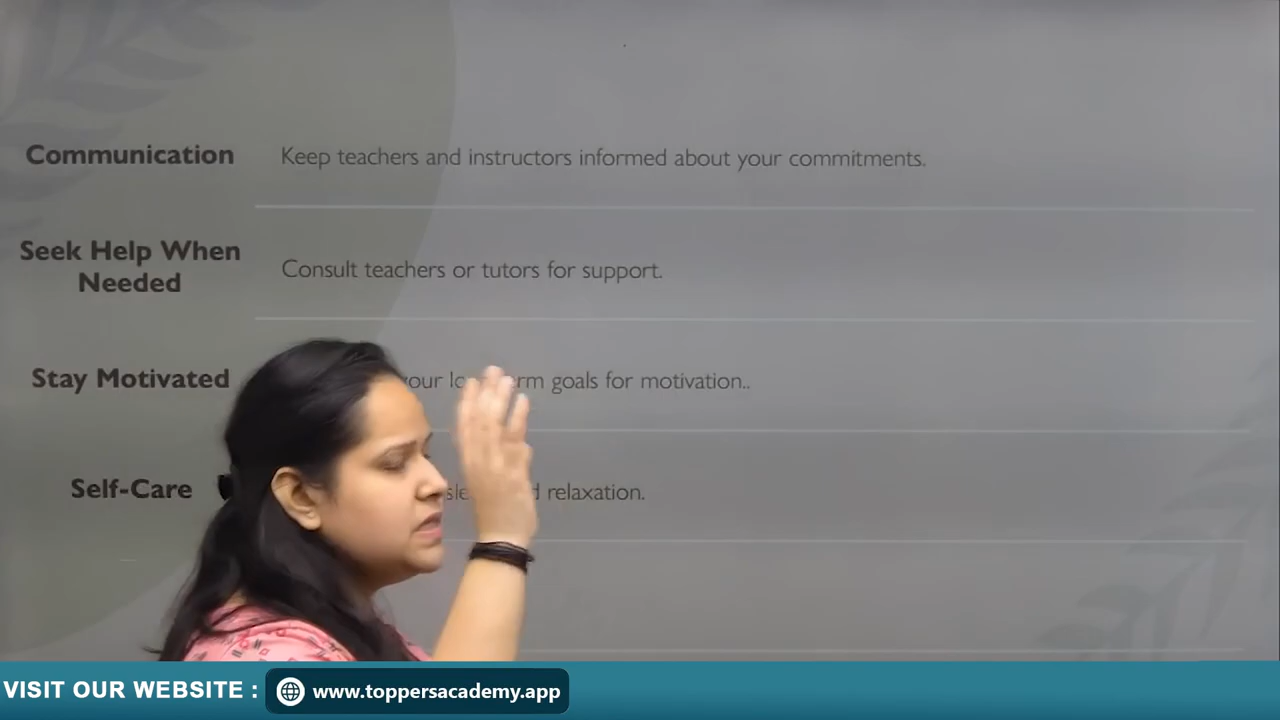 Communication
Keep teachers and instructors informed about your commitments.
Seek Help When
Needed
Consult teachers or tutors for support.
Stay Motivated
goals for motivation..
Self-Care
relaxation.
VISIT OUR WEBSITE :
www.toppersacademy.app